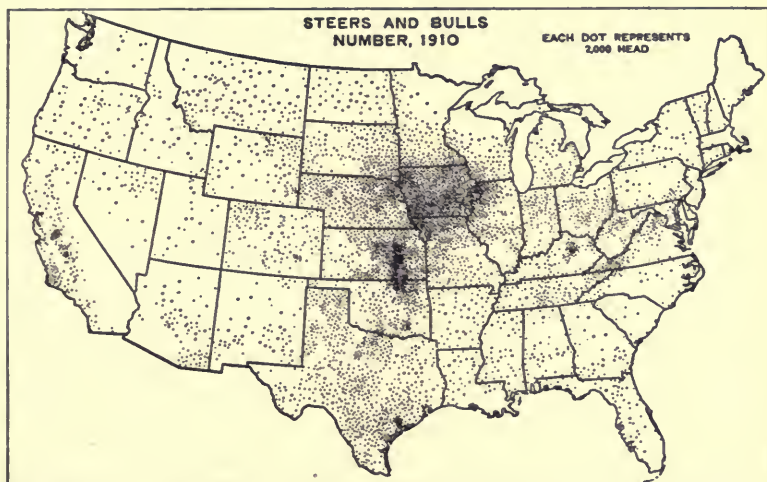 STEERS AND BULLS
NUMBER, 1910
EACH DOT REPRESENTS
2,000 HEAD